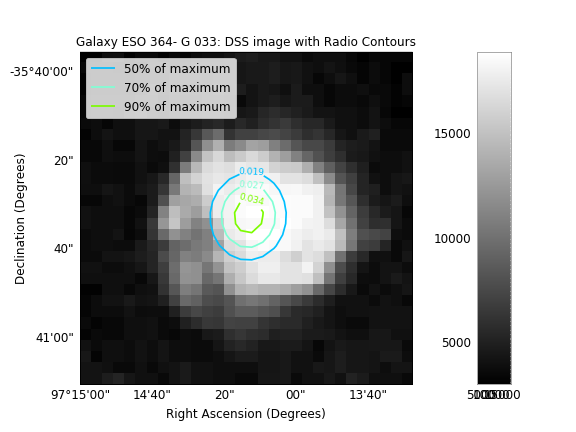 Galaxy ESO 364- G 033: DSS image with Radio Contours
50% of maximum
70% of maximum
90% of maximum
0.019
0.027
0.034
-35°40'00"
20"
40"
41'00"
Declination (Degrees)
97°15'00"
14'40"
20"
00"
13'40"
Right Ascension (Degrees)
15000
10000
5000